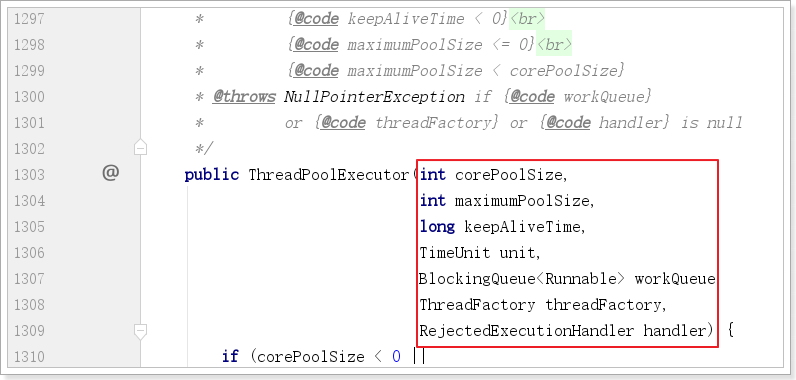 1297 * {@code keepAliveTime < 0}<br>
1298 * {@code maximumPoolSize <= 0}<br>
1299 * {@code maximumPoolSize < corePoolSize}
1300 * @throws NullPointerException if {@code workQueue}
1301 * or {@code threadFactory} or {@code handler} is null
1302 */
1303 @ public ThreadPoolExecutor(int corePoolSize,
1304 int maximumPoolSize,
1305 long keepAliveTime,
1306 TimeUnit unit,
1307 BlockingQueue<Runnable> workQueue
1308 ThreadFactory threadFactory,
1309 RejectedExecutionHandler handler) {
1310 if (corePoolSize < 0 ||